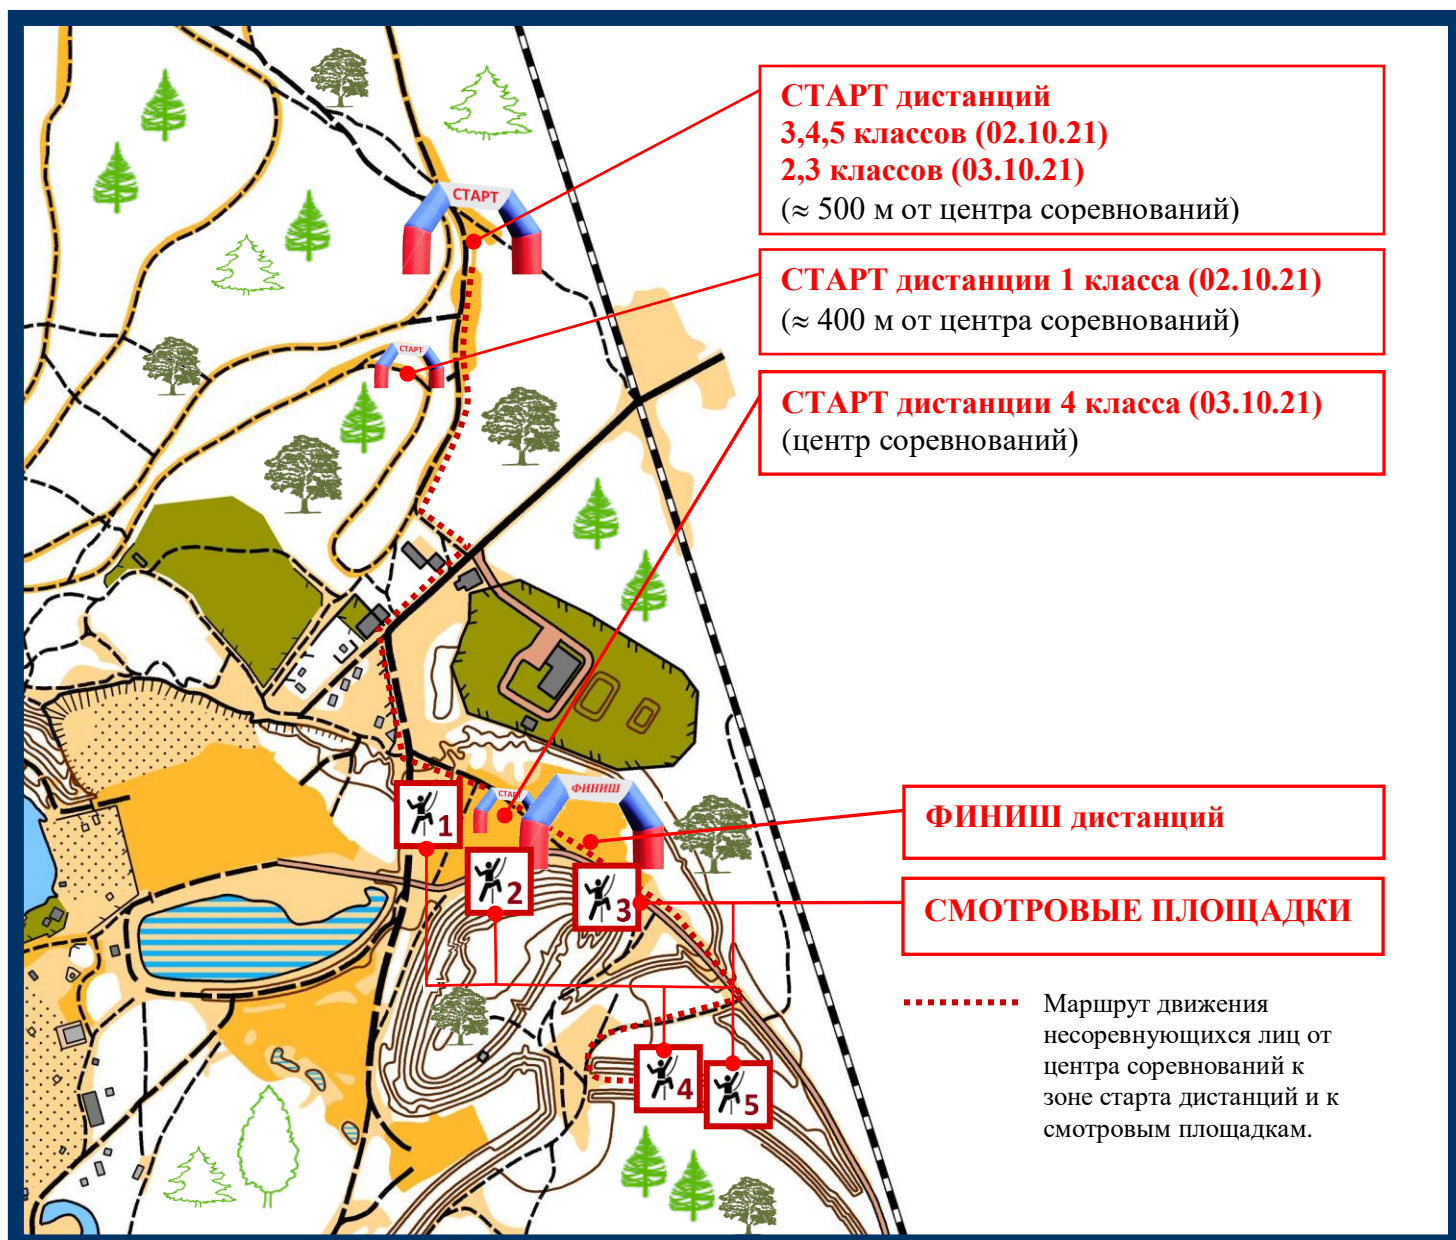 СТАРТ дистанций
3,4,5 классов (02.10.21)
2,3 классов (03.10.21)
(≈ 500 м от центра соревнований)
СТАРТ
СТАРТ дистанции 1 класса (02.10.21)
(≈ 400 м от центра соревнований)
СТАРТ
СТАРТ дистанции 4 класса (03.10.21)
(центр соревнований)
СТАРТ
ФИНИШ
1
ФИНИШ дистанций
2
3
СМОТРОВЫЕ ПЛОЩАДКИ
Маршрут движения
несоревнующихся лиц от
центра соревнований к
зоне старта дистанций и к
смотровым площадкам.
4
5